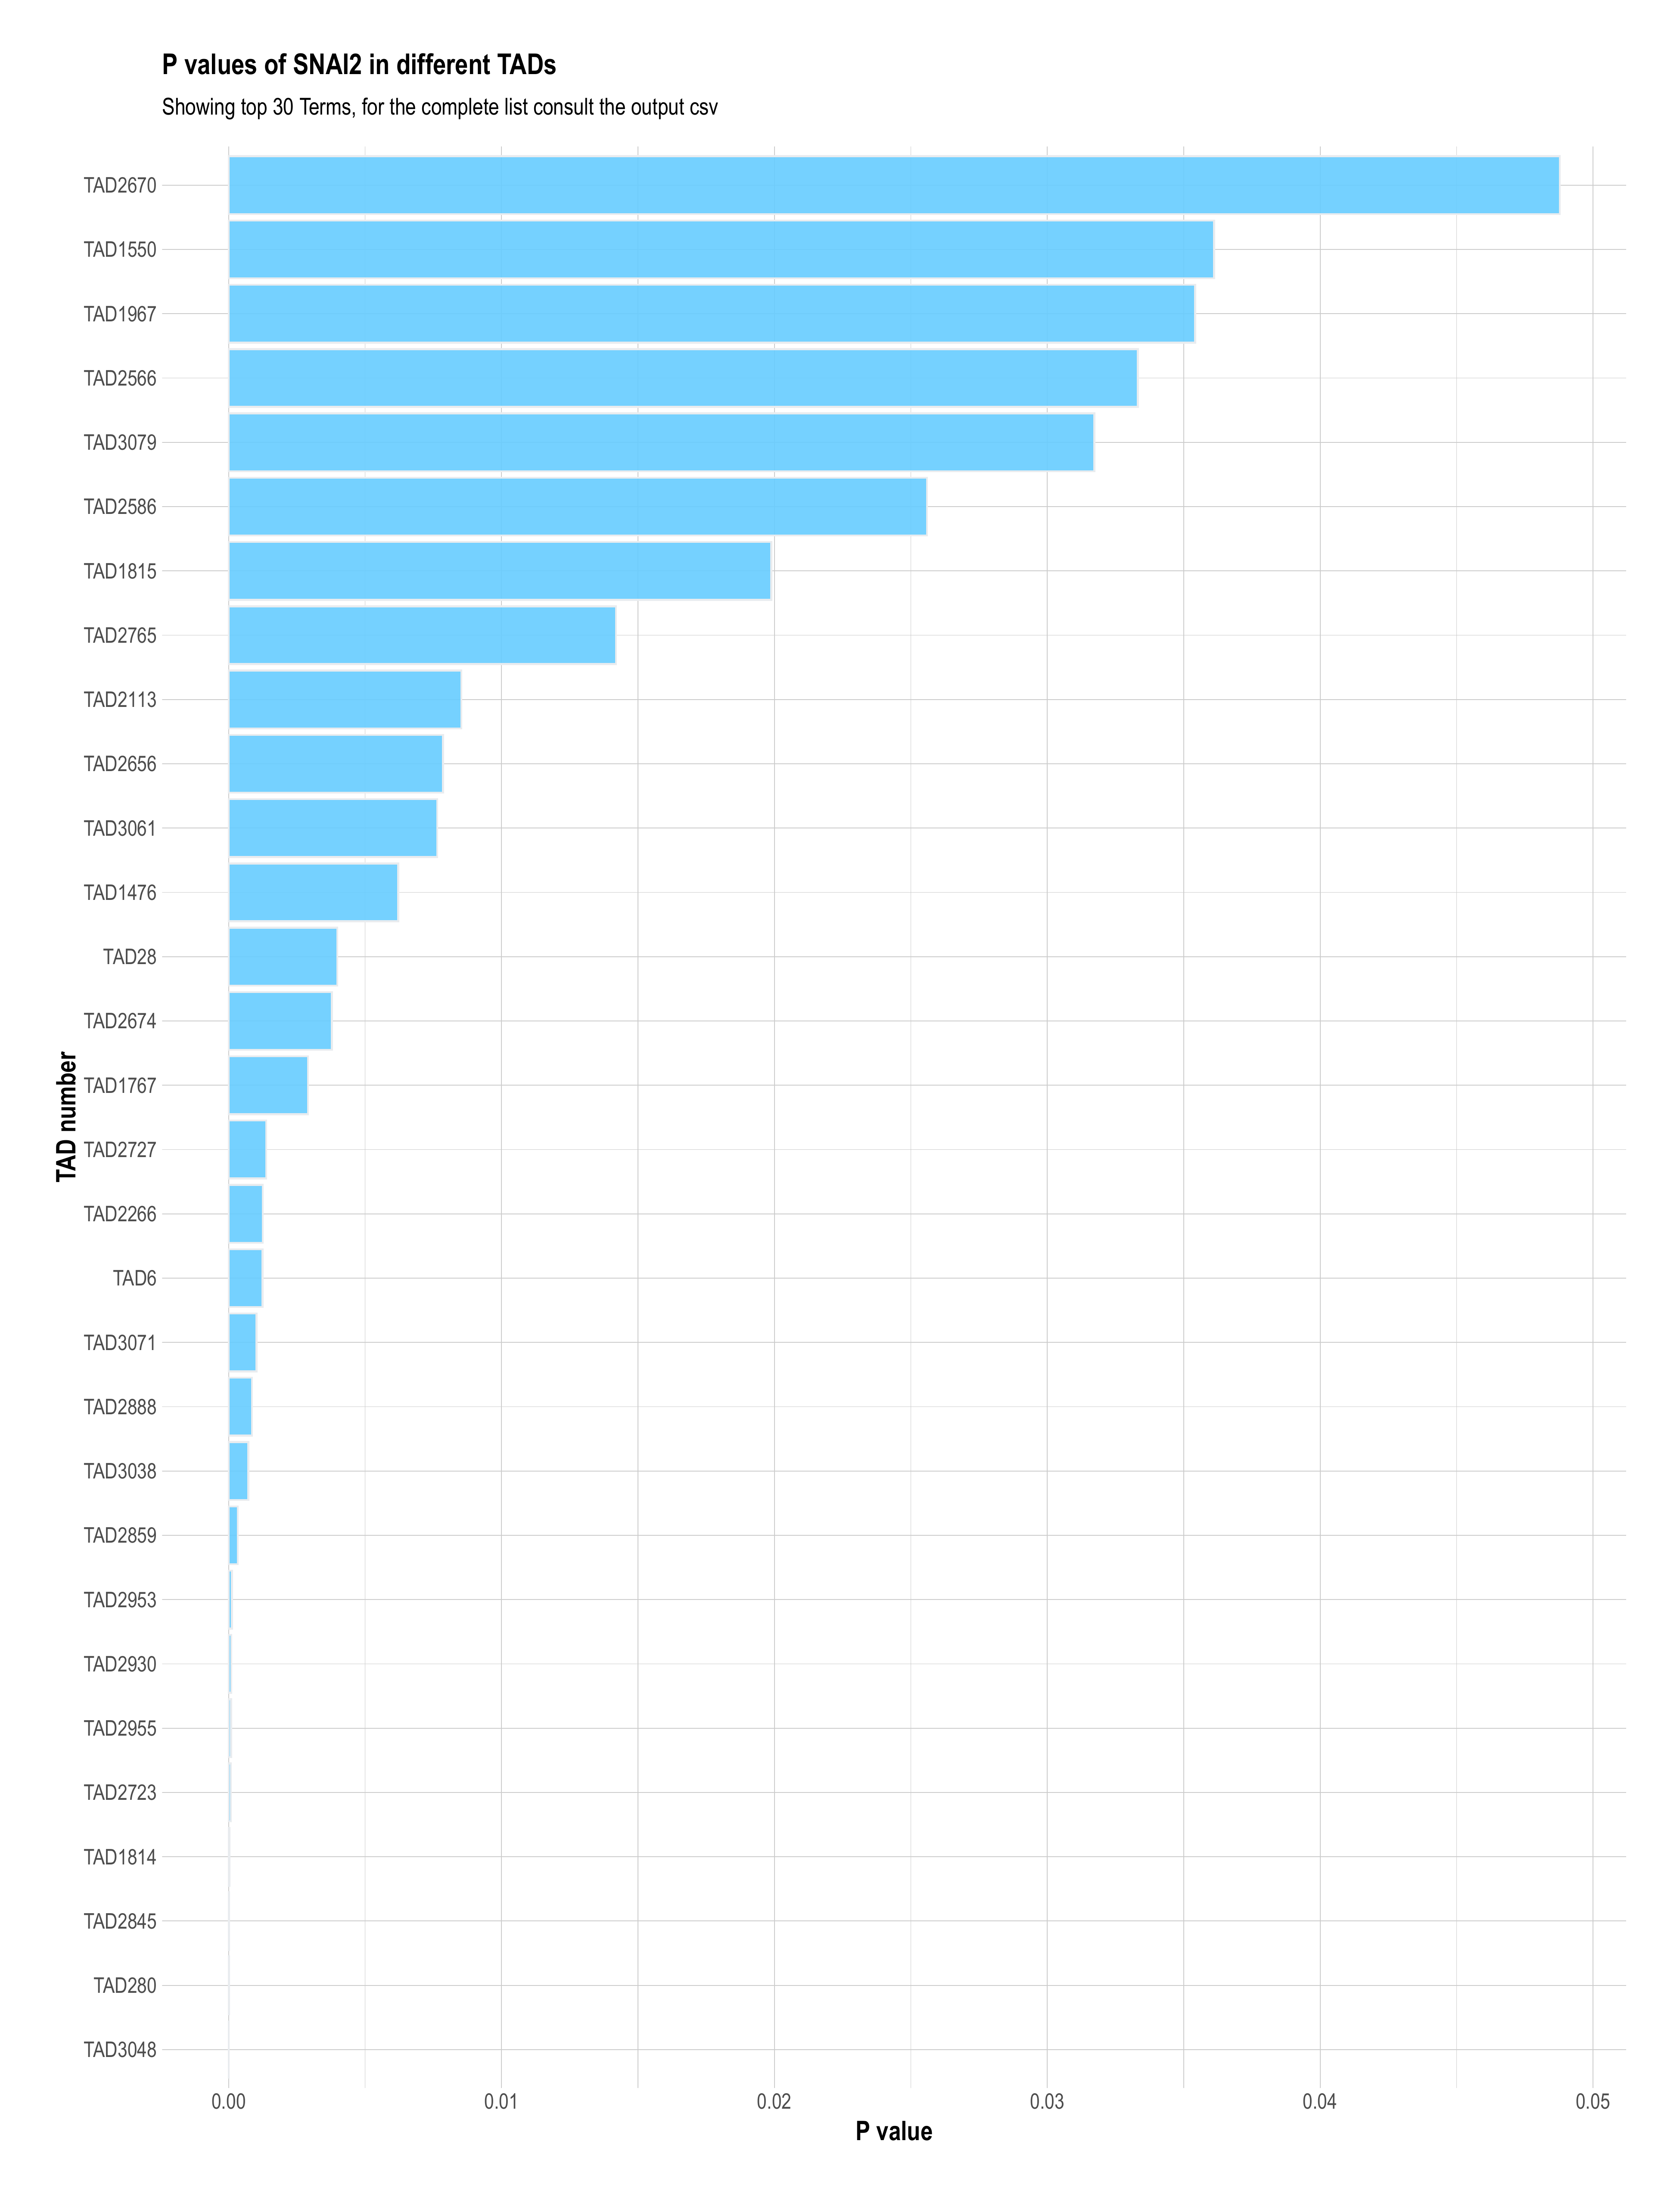 P values of SNAI2 in different TADs
Showing top 30 Terms, for the complete list consult the output csv
TAD2670
TAD1550
TAD1967
TAD2566
TAD3079
TAD2586
TAD1815
TAD2765
TAD2113
TAD2656
TAD3061
TAD1476
TAD28
TAD2674
TAD1767
TAD2727
TAD2266
TAD6
TAD3071
TAD2888
TAD3038
TAD2859
TAD2953
TAD2930
TAD2955
TAD2723
TAD1814
TAD2845
TAD280
TAD3048
TAD number
0.00 0.01 0.02 0.03 0.04 0.05
P value